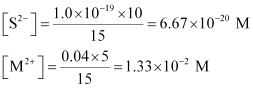 [S²⁻] = 1.0×10⁻¹⁹×10 / 15 = 6.67×10⁻²⁰ M
[M²⁺] = 0.04×5 / 15 = 1.33×10⁻² M